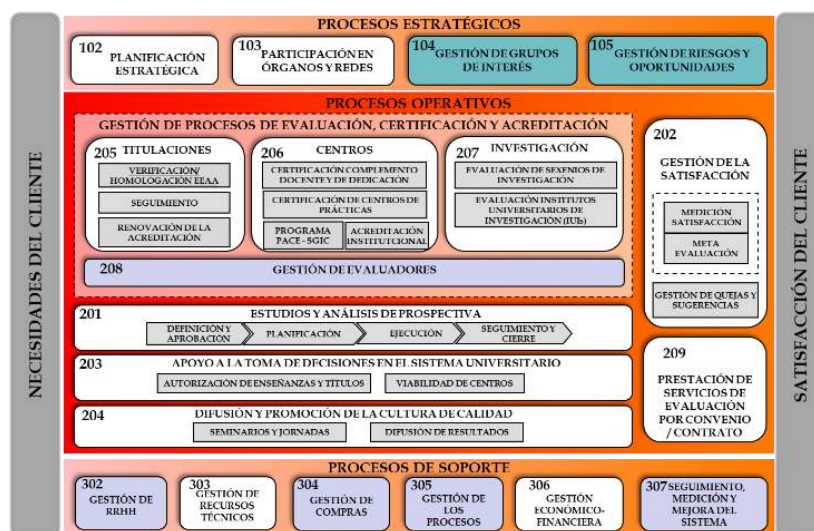 PROCESOS ESTRATÉGICOS
102
PLANIFICACIÓN
ESTRATÉGICA
103
PARTICIPACIÓN EN
ÓRGANOS Y REDES
104
GESTIÓN DE GRUPOS
DE INTERÉS
105
GESTIÓN DE RIESGOS Y
OPORTUNIDADES
NECESIDADES DEL CLIENTE
PROCESOS OPERATIVOS
GESTIÓN DE PROCESOS DE EVALUACIÓN, CERTIFICACIÓN Y ACREDITACIÓN
205 TITULACIONES
VERIFICACIÓN/
HOMOLOGACIÓN EEAA
SEGUIMIENTO
RENOVACIÓN DE LA
ACREDITACIÓN
206 CENTROS
CERTIFICACIÓN COMPLEMENTO
DOCENTE Y DE DEDICACIÓN
CERTIFICACIÓN DE CENTROS DE
PRÁCTICAS
PROGRAMA
PACE - SGIC
ACREDITACIÓN
INSTITUCIONAL
207 INVESTIGACIÓN
EVALUACIÓN DE SEXENIOS DE
INVESTIGACIÓN
EVALUACIÓN INSTITUTOS
UNIVERSITARIOS DE
INVESTIGACIÓN (IUIs)
208
GESTIÓN DE EVALUADORES
201
ESTUDIOS Y ANÁLISIS DE PROSPECTIVA
DEFINICIÓN Y
APROBACIÓN
PLANIFICACIÓN
EJECUCIÓN
SEGUIMIENTO Y
CIERRE
203
APOYO A LA TOMA DE DECISIONES EN EL SISTEMA UNIVERSITARIO
AUTORIZACIÓN DE ENSEÑANZAS Y TÍTULOS
VIABILIDAD DE CENTROS
204
DIFUSIÓN Y PROMOCIÓN DE LA CULTURA DE CALIDAD
SEMINARIOS Y JORNADAS
DIFUSIÓN DE RESULTADOS
202
GESTIÓN DE LA
SATISFACCIÓN
MEDICIÓN
SATISFACCIÓN
META
EVALUACIÓN
GESTIÓN DE QUEJAS Y
SUGERENCIAS
209
PRESTACIÓN DE
SERVICIOS DE
EVALUACIÓN
POR CONVENIO
/ CONTRATO
SATISFACCIÓN DEL CLIENTE
PROCESOS DE SOPORTE
302
GESTIÓN DE
RRHH
303
GESTIÓN DE
RECURSOS
TÉCNICOS
304
GESTIÓN DE
COMPRAS
305
GESTIÓN DE
LOS
PROCESOS
306
GESTIÓN
ECONÓMICO-
FINANCIERA
307 SEGUIMIENTO,
MEDICIÓN Y
MEJORA DEL
SISTEMA